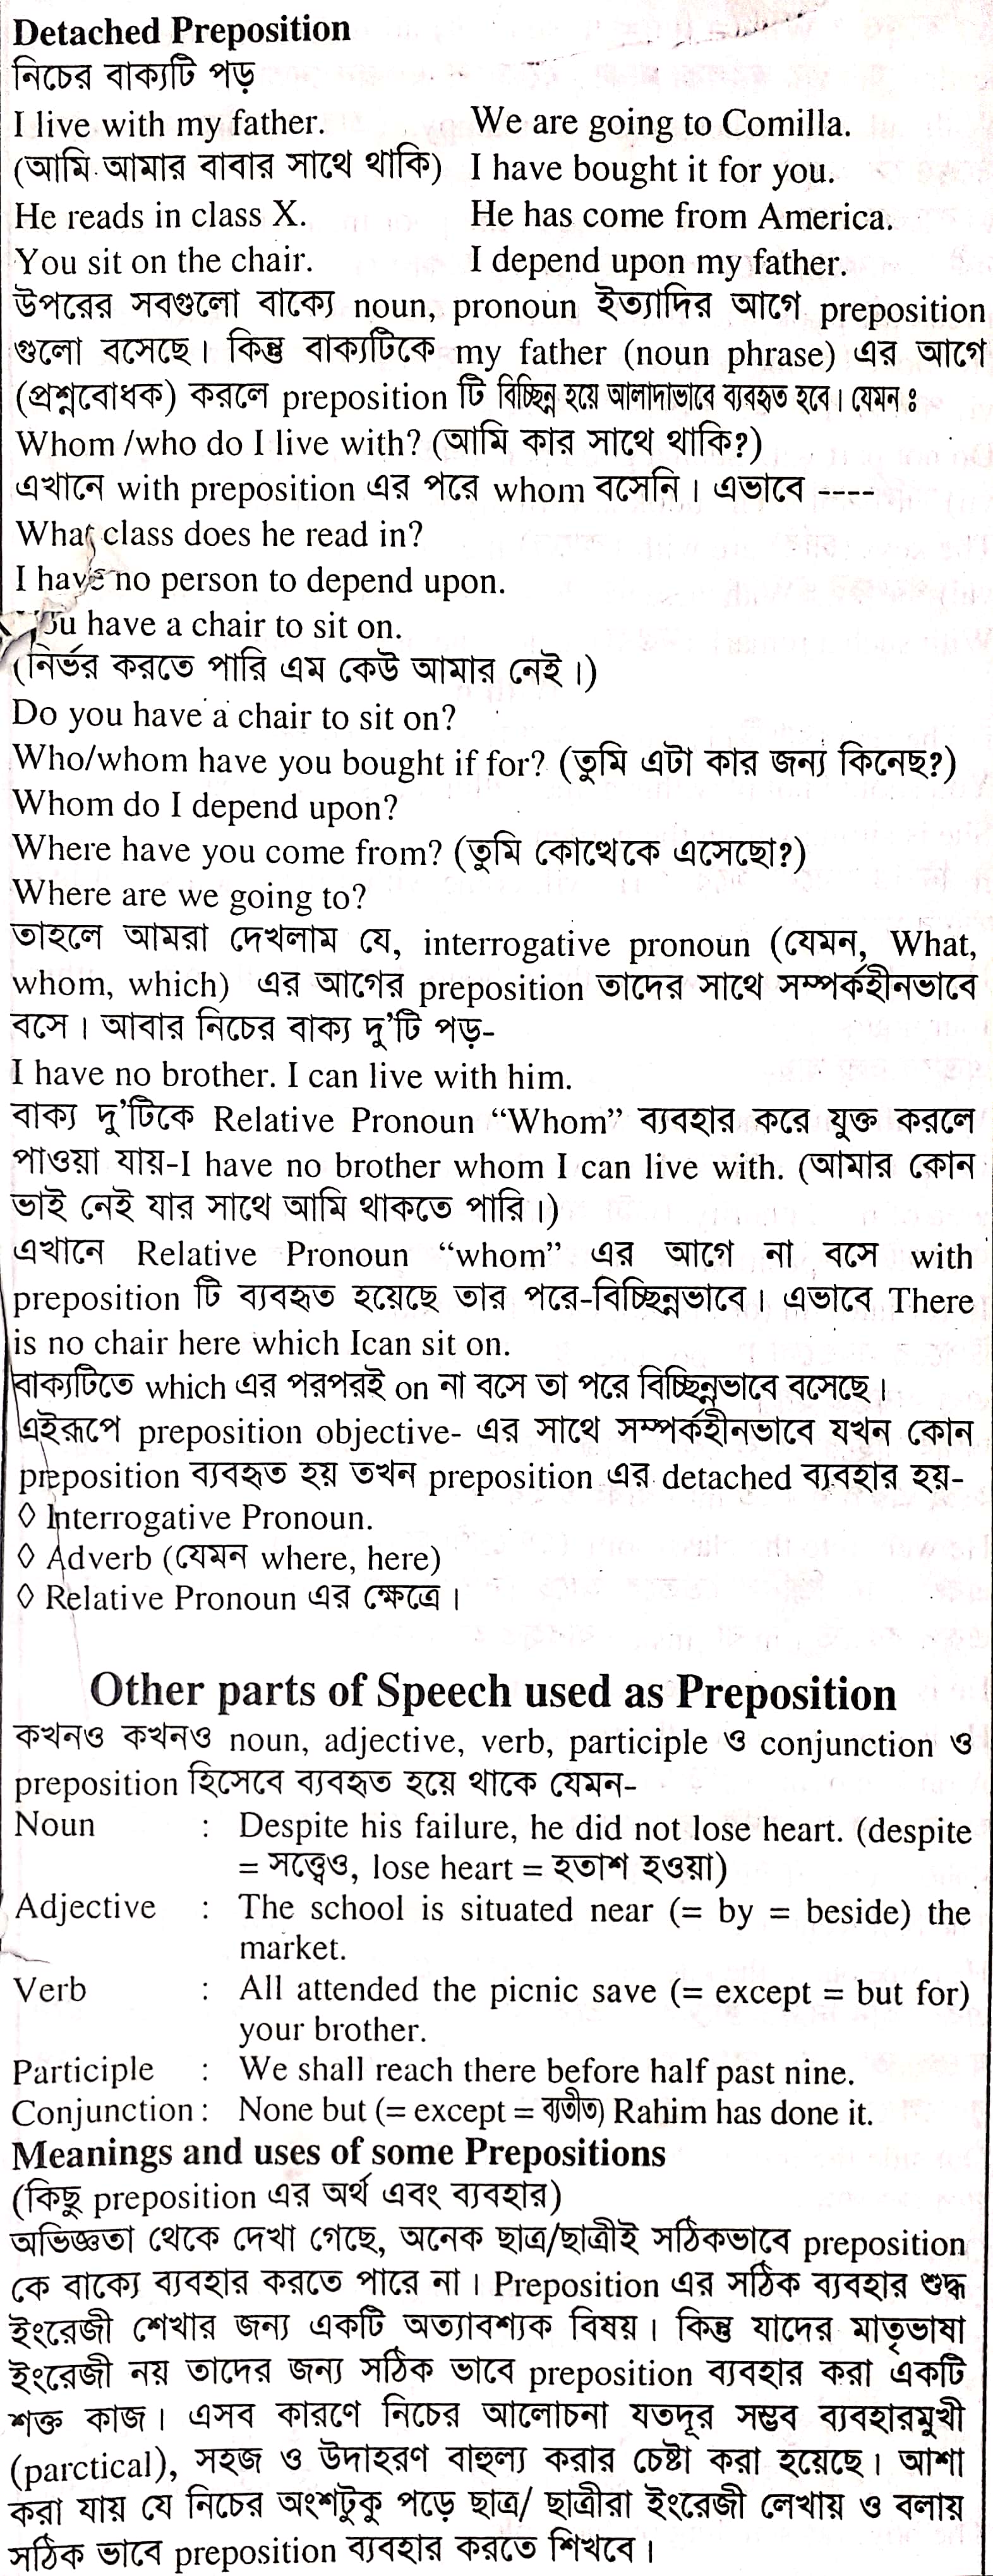 Detached Preposition
নিচের বাক্যটি পড়
I live with my father. We are going to Comilla.
(আমি আমার বাবার সাথে থাকি) I have bought it for you.
He reads in class X. He has come from America.
You sit on the chair. I depend upon my father.
উপরের সবগুলো বাক্যে noun, pronoun ইত্যাদির আগে preposition
গুলো বসেছে। কিন্তু বাক্যটিকে my father (noun phrase) এর আগে
(প্রশ্নবোধক) করলে preposition টি বিচ্ছিন্ন হয়ে আলাদাভাবে ব্যবহৃত হবে। যেমন ঃ
Whom /who do I live with? (আমি কার সাথে থাকি?)
এখানে with preposition এর পরে whom বসেনি। এভাবে ----
What class does he read in?
I have no person to depend upon.
You have a chair to sit on.
(নির্ভর করতে পারি এম কেউ আমার নেই।)
Do you have a chair to sit on?
Who/whom have you bought if for? (তুমি এটা কার জন্য কিনেছ?)
Whom do I depend upon?
Where have you come from? (তুমি কোত্থেকে এসেছো?)
Where are we going to?
তাহলে আমরা দেখলাম যে, interrogative pronoun (যেমন, What,
whom, which) এর আগের preposition তাদের সাথে সম্পর্কহীনভাবে
বসে। আবার নিচের বাক্য দু'টি পড়-
I have no brother. I can live with him.
বাক্য দু'টিকে Relative Pronoun “Whom” ব্যবহার করে যুক্ত করলে
পাওয়া যায়-I have no brother whom I can live with. (আমার কোন
ভাই নেই যার সাথে আমি থাকতে পারি।)
এখানে Relative Pronoun “whom” এর আগে না বসে with
preposition টি ব্যবহৃত হয়েছে তার পরে-বিচ্ছিন্নভাবে। এভাবে There
is no chair here which Ican sit on.
বাক্যটিতে which এর পরপরই on না বসে তা পরে বিচ্ছিন্নভাবে বসেছে।
এইরূপে preposition objective- এর সাথে সম্পর্কহীনভাবে যখন কোন
preposition ব্যবহৃত হয় তখন preposition এর detached ব্যবহার হয়-
◊ Interrogative Pronoun.
◊ Adverb (যেমন where, here)
◊ Relative Pronoun এর ক্ষেত্রে।
Other parts of Speech used as Preposition
কখনও কখনও noun, adjective, verb, participle ও conjunction ও
preposition হিসেবে ব্যবহৃত হয়ে থাকে যেমন-
Noun : Despite his failure, he did not lose heart. (despite
= সত্ত্বেও, lose heart = হতাশ হওয়া)
Adjective : The school is situated near (= by = beside) the
market.
Verb : All attended the picnic save (= except = but for)
your brother.
Participle : We shall reach there before half past nine.
Conjunction : None but (= except = ব্যতীত) Rahim has done it.
Meanings and uses of some Prepositions
(কিছু preposition এর অর্থ এবং ব্যবহার)
অভিজ্ঞতা থেকে দেখা গেছে, অনেক ছাত্র/ছাত্রীই সঠিকভাবে preposition
কে বাক্যে ব্যবহার করতে পারে না। Preposition এর সঠিক ব্যবহার শুদ্ধ
ইংরেজী শেখার জন্য একটি অত্যাবশ্যক বিষয়। কিন্তু যাদের মাতৃভাষা
ইংরেজী নয় তাদের জন্য সঠিক ভাবে preposition ব্যবহার করা একটি
শক্ত কাজ। এসব কারণে নিচের আলোচনা যতদূর সম্ভব ব্যবহারমুখী
(parctical), সহজ ও উদাহরণ বাহুল্য করার চেষ্টা করা হয়েছে। আশা
করা যায় যে নিচের অংশটুকু পড়ে ছাত্র/ ছাত্রীরা ইংরেজী লেখায় ও বলায়
সঠিক ভাবে preposition ব্যবহার করতে শিখবে।